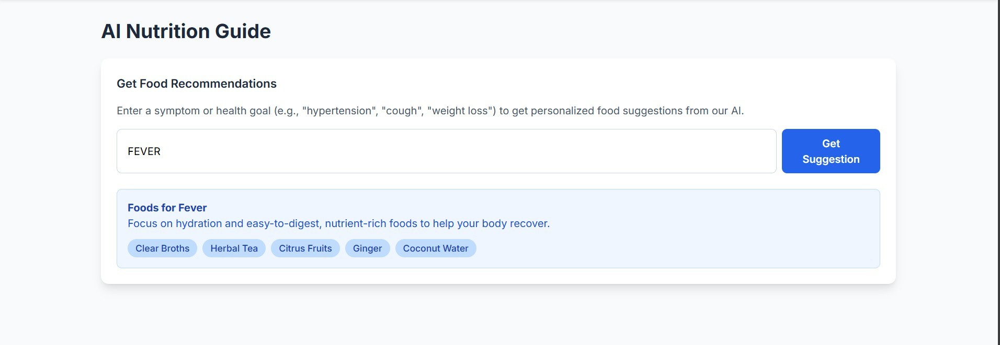 AI Nutrition Guide
Get Food Recommendations
Enter a symptom or health goal (e.g., "hypertension", "cough", "weight loss") to get personalized food suggestions from our AI.
FEVER
Get
Suggestion
Foods for Fever
Focus on hydration and easy-to-digest, nutrient-rich foods to help your body recover.
Clear Broths Herbal Tea Citrus Fruits Ginger Coconut Water